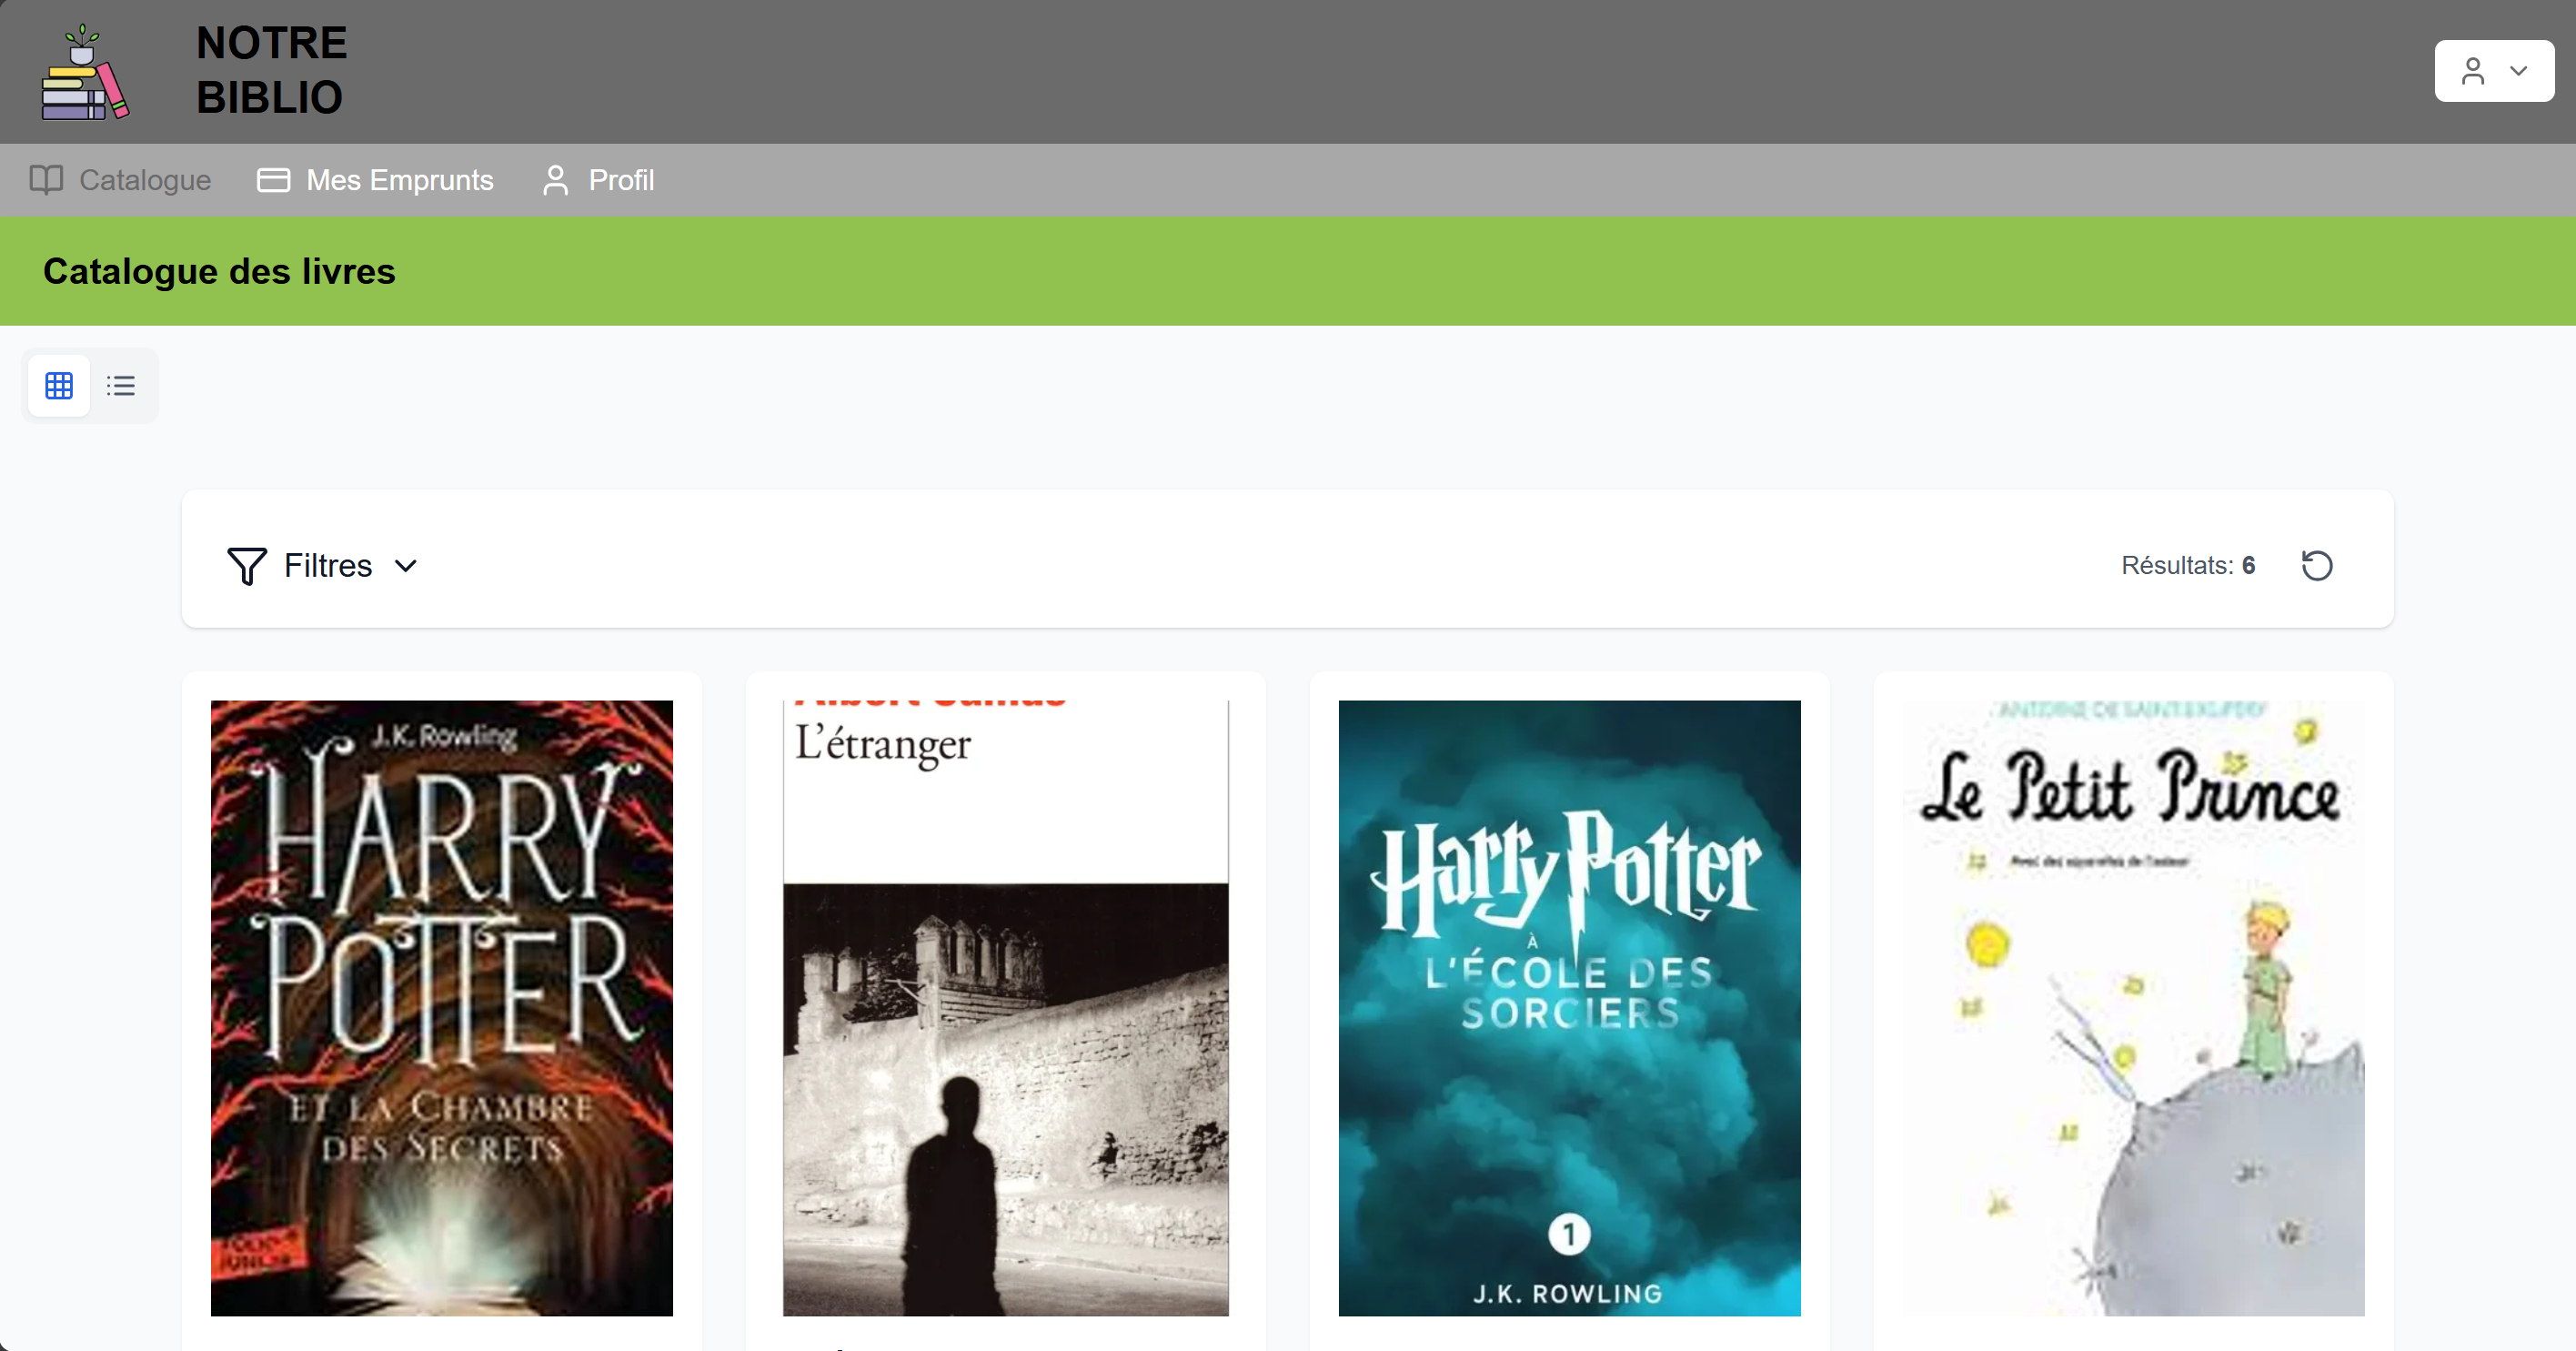 NOTRE
BIBLIO
Catalogue
Mes Emprunts
Profil
Catalogue des livres
Filtres
Résultats: 6
J.K. Rowling
HARRY
POTTER
ET LA CHAMBRE
DES SECRETS
FOLIO
JUNIOR
Albert Camus
L'étranger
Harry Potter
À
L'ÉCOLE DES
SORCIERS
1
J.K. ROWLING
ANTOINE DE SAINT-EXUPÉRY
Le Petit Prince
Avec des aquarelles de l'auteur